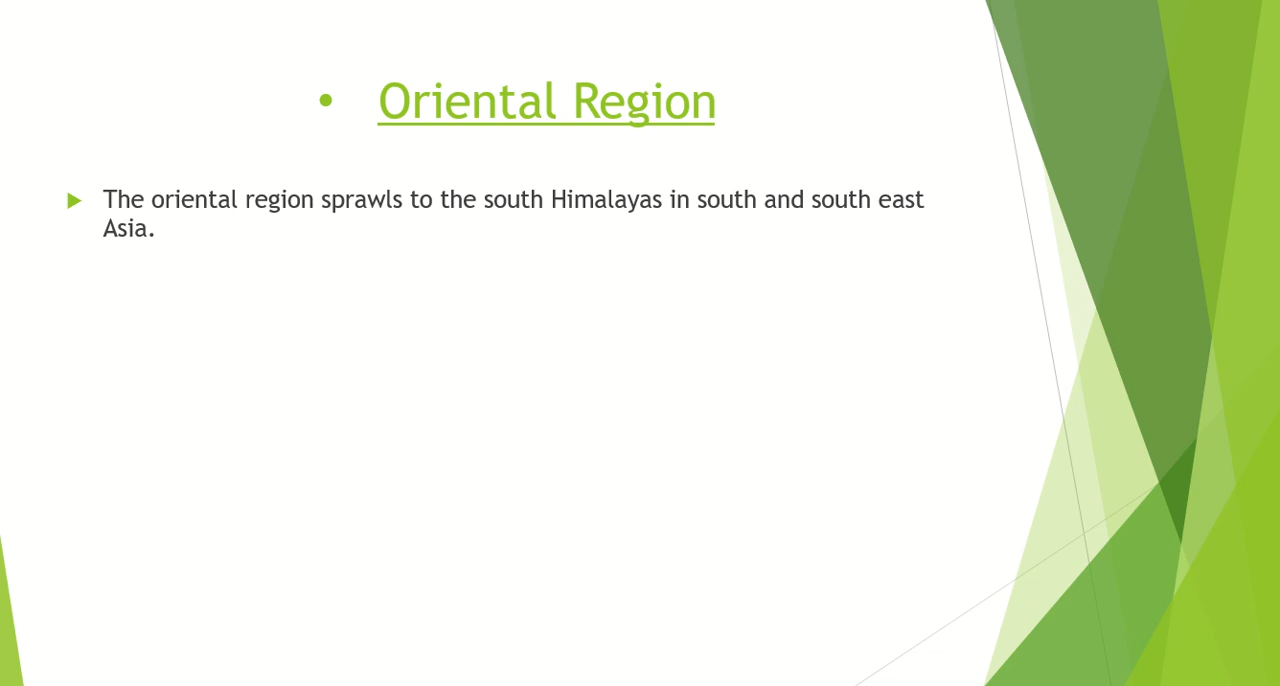 • Oriental Region
The oriental region sprawls to the south Himalayas in south and south east
Asia.